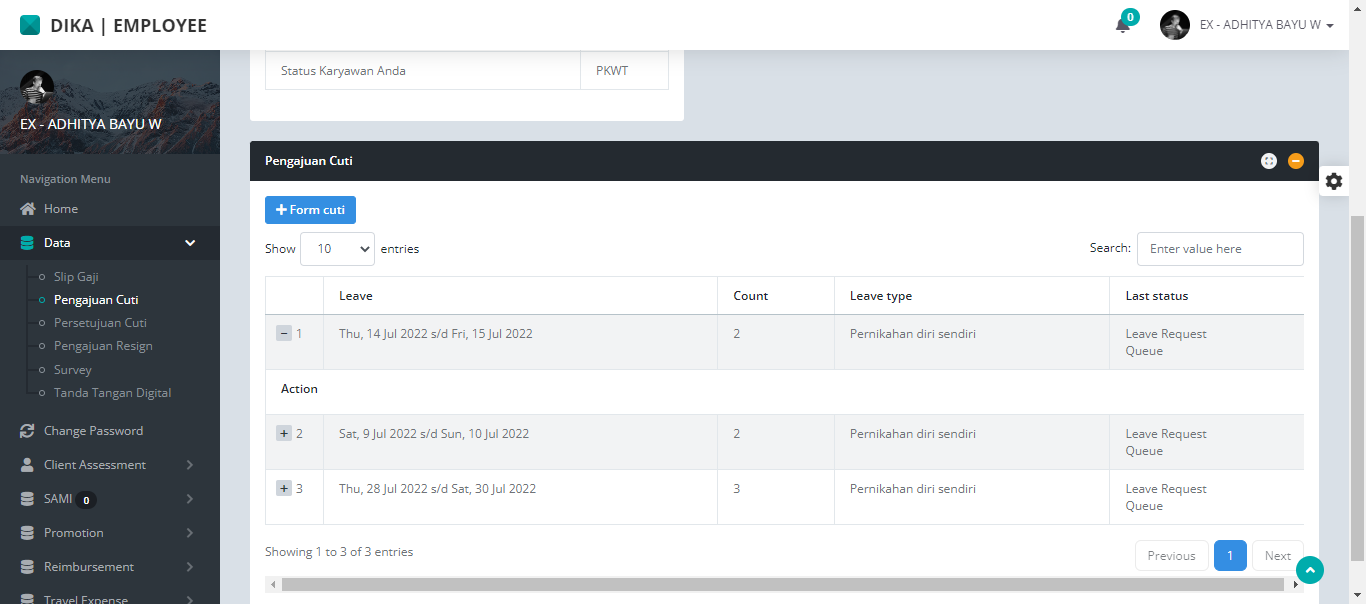 DIKA | EMPLOYEE
0
EX - ADHITYA BAYU W
EX - ADHITYA BAYU W
Navigation Menu
Home
Data
Slip Gaji
Pengajuan Cuti
Persetujuan Cuti
Pengajuan Resign
Survey
Tanda Tangan Digital
Change Password
Client Assessment
SAMI 0
Promotion
Reimbursement
Travel Expense
Status Karyawan Anda PKWT
Pengajuan Cuti
+ Form cuti
Show 10 entries Search: Enter value here
Leave Count Leave type Last status
1 Thu, 14 Jul 2022 s/d Fri, 15 Jul 2022 2 Pernikahan diri sendiri Leave Request
Queue
Action
2 Sat, 9 Jul 2022 s/d Sun, 10 Jul 2022 2 Pernikahan diri sendiri Leave Request
Queue
3 Thu, 28 Jul 2022 s/d Sat, 30 Jul 2022 3 Pernikahan diri sendiri Leave Request
Queue
Showing 1 to 3 of 3 entries Previous 1 Next